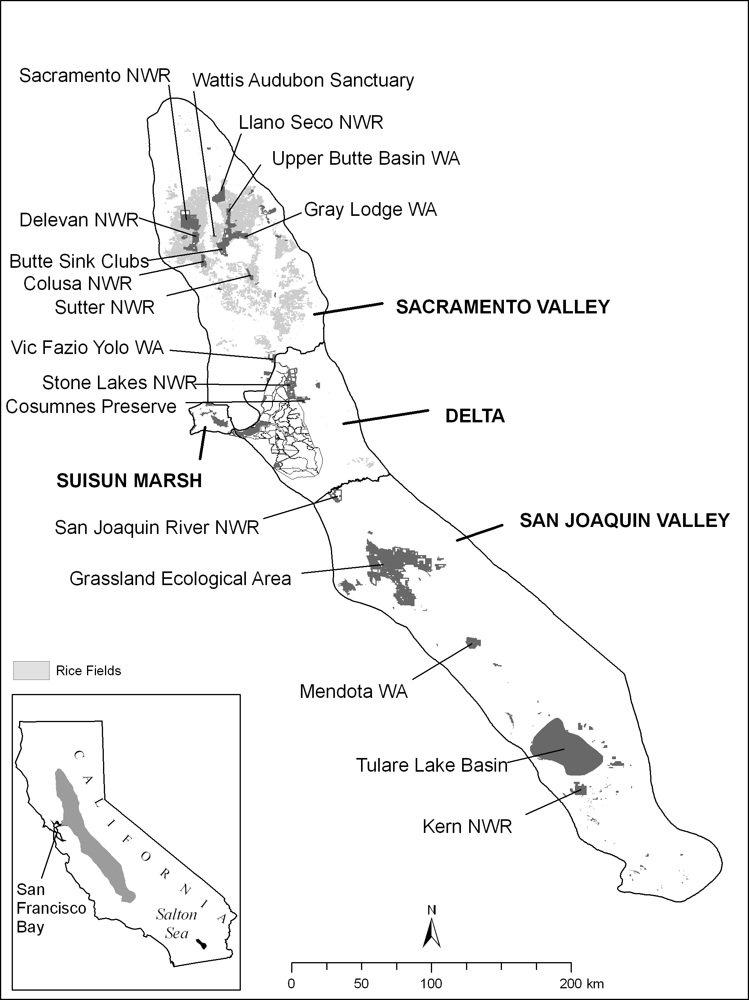 Sacramento NWR
Wattis Audubon Sanctuary
Llano Seco NWR
Upper Butte Basin WA
Gray Lodge WA
Delevan NWR
Butte Sink Clubs
Colusa NWR
Sutter NWR
SACRAMENTO VALLEY
Vic Fazio Yolo WA
Stone Lakes NWR
Cosumnes Preserve
DELTA
SUISUN MARSH
San Joaquin River NWR
SAN JOAQUIN VALLEY
Grassland Ecological Area
Mendota WA
Tulare Lake Basin
Kern NWR
Rice Fields
CALIFORNIA
San
Francisco
Bay
Salton
Sea
N
0 50 100 200 km